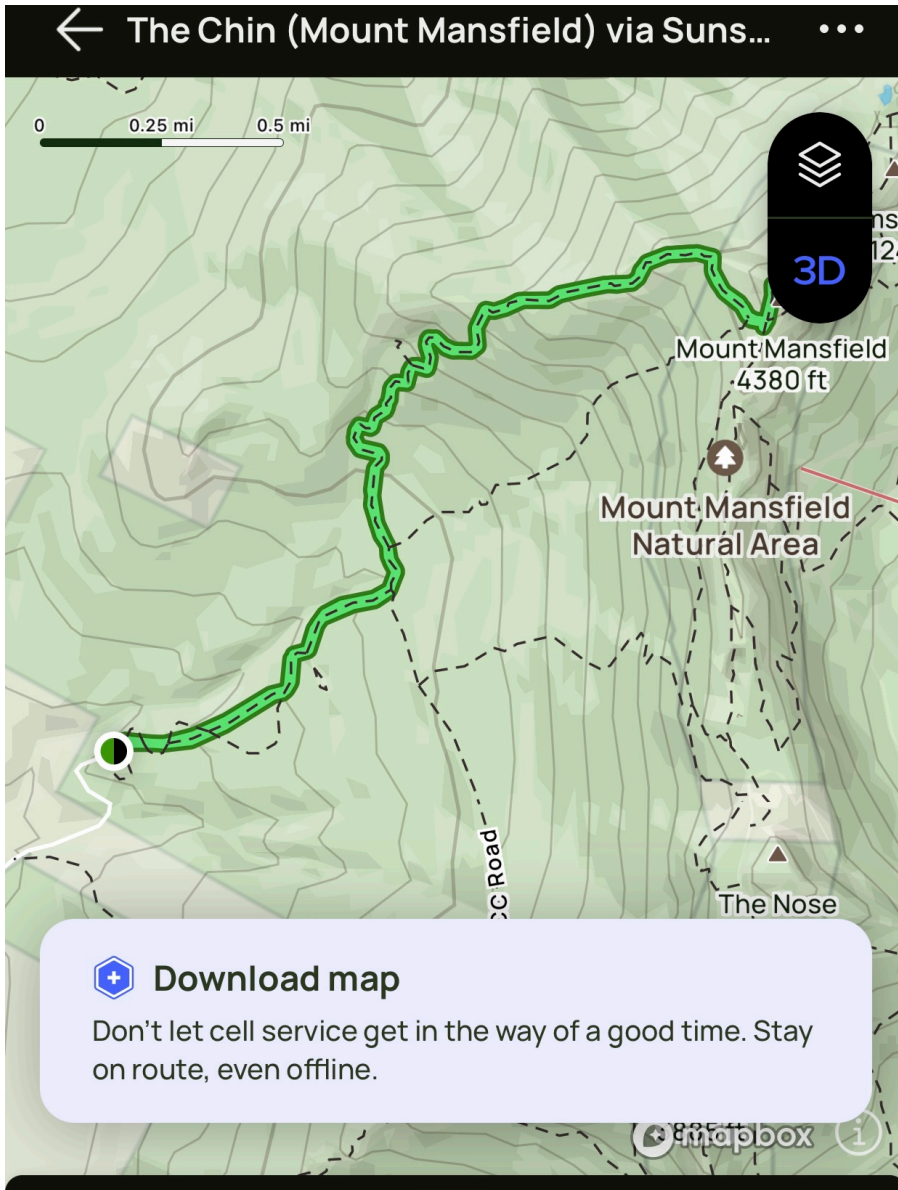 The Chin (Mount Mansfield) via Suns...
0 0.25 mi 0.5 mi
3D
Mount Mansfield
4380 ft
Mount Mansfield
Natural Area
CC Road
The Nose
Download map
Don't let cell service get in the way of a good time. Stay
on route, even offline.
mapbox